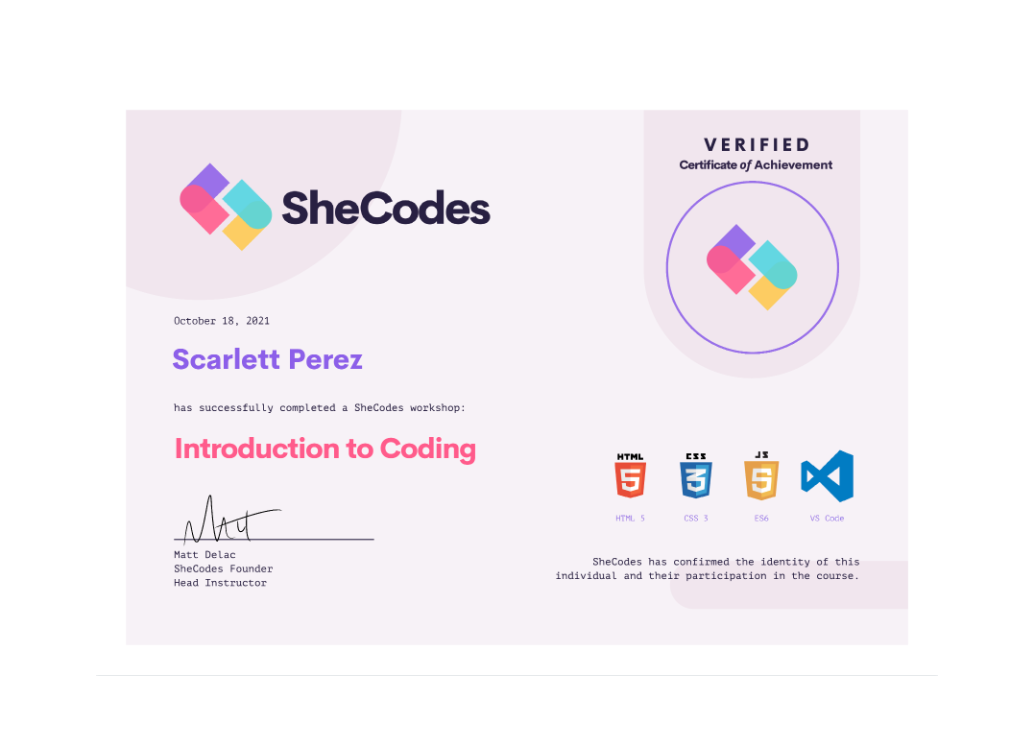 SheCodes
VERIFIED
Certificate of Achievement
October 18, 2021
Scarlett Perez
has successfully completed a SheCodes workshop:
Introduction to Coding
Matt
Matt Delac
SheCodes Founder
Head Instructor
HTML
5
HTML 5
CSS
3
CSS 3
JS
5
ES6
VS Code
SheCodes has confirmed the identity of this
individual and their participation in the course.